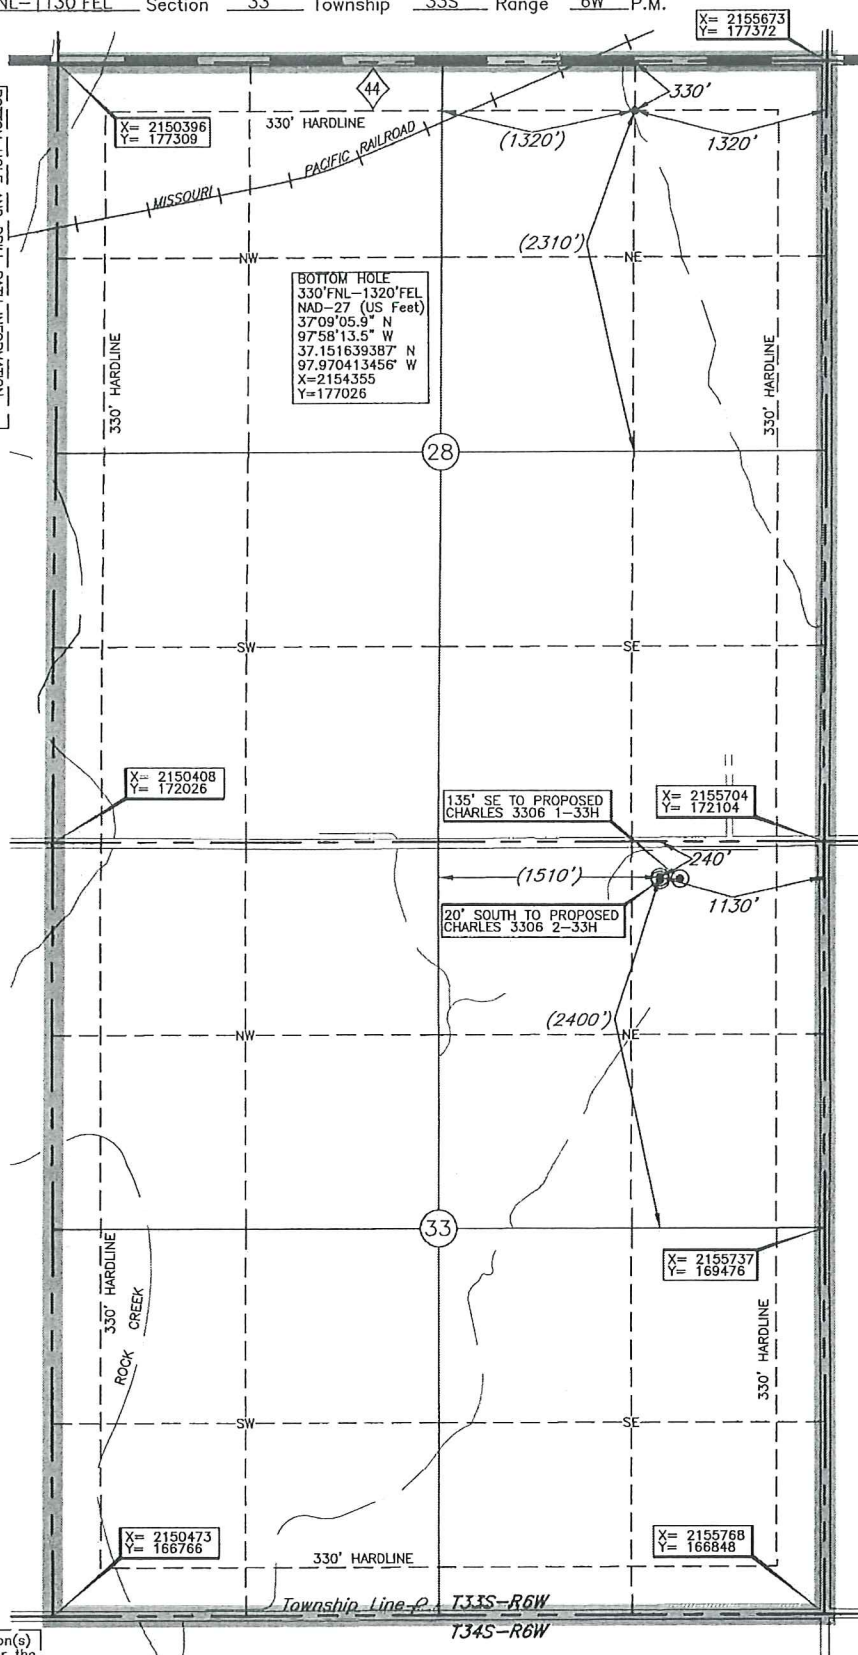 NL-1130'FEL Section 33 Township 33S Range 6W P.M.
X= 2155673
Y= 177372
44
330'
X= 2150396
Y= 177309
330' HARDLINE
(1320')
1320'
MISSOURI PACIFIC RAILROAD
(2310')
NW
NE
BOTTOM HOLE
330'FNL-1320'FEL
NAD-27 (US Feet)
37°09'05.9" N
97°58'13.5" W
37.151639387° N
97.970413456° W
X=2154355
Y=177026
330' HARDLINE
330' HARDLINE
28
SW
SE
X= 2150408
Y= 172026
135' SE TO PROPOSED
CHARLES 3306 1-33H
X= 2155704
Y= 172104
240'
(1510')
1130'
20' SOUTH TO PROPOSED
CHARLES 3306 2-33H
(2400')
NW
NE
33
X= 2155737
Y= 169476
330' HARDLINE
ROCK CREEK
330' HARDLINE
SW
SE
X= 2150473
Y= 166766
X= 2155768
Y= 166848
330' HARDLINE
Township Line T33S-R6W
T34S-R6W
on(s)